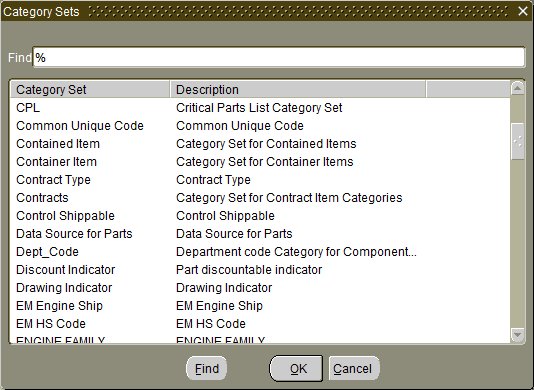 Category Sets
Find %
Category Set Description
CPL Critical Parts List Category Set
Common Unique Code Common Unique Code
Contained Item Category Set for Contained Items
Container Item Category Set for Container Items
Contract Type Contract Type
Contracts Category Set for Contract Item Categories
Control Shippable Control Shippable
Data Source for Parts Data Source for Parts
Dept_Code Department code Category for Component...
Discount Indicator Part discountable indicator
Drawing Indicator Drawing Indicator
EM Engine Ship EM Engine Ship
EM HS Code EM HS Code
ENGINE FAMILY ENGINE FAMILY
Find OK Cancel